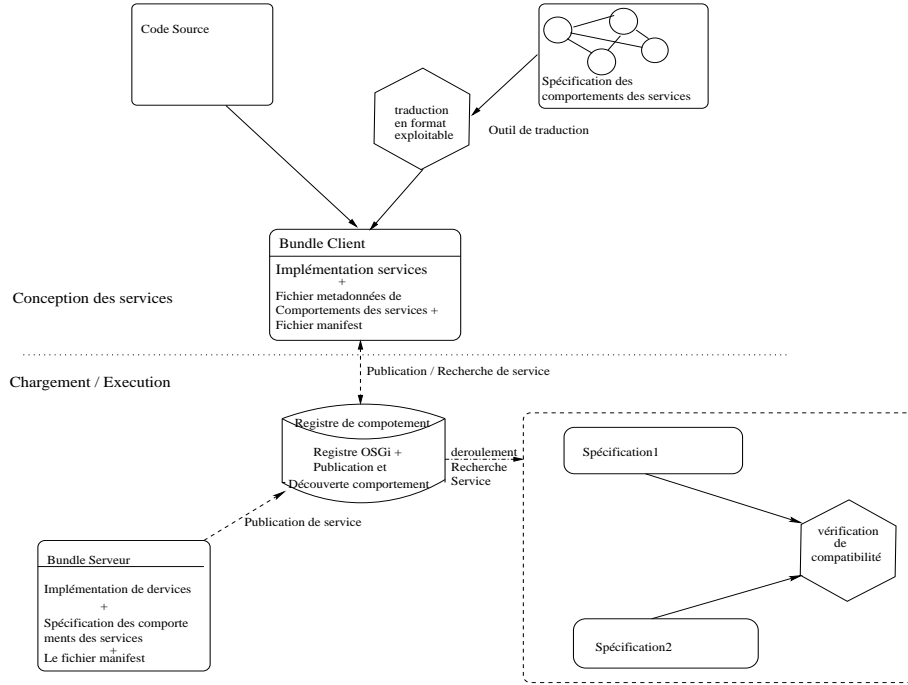 Code Source
Spécification des
comportements des services
traduction
en format
exploitable
Outil de traduction
Bundle Client
Implémentation services
+
Fichier metadonnées de
Comportements des services +
Fichier manifest
Conception des services
Chargement / Execution
Publication / Recherche de service
Registre de compotement
Registre OSGi +
Publication et
Découverte comportement
deroulement
Recherche
Service
Spécification1
vérification
de
compatibilité
Spécification2
Publication de service
Bundle Serveur
Implémentation de dervices
+
Spécification des comporte
ments des services
+
Le fichier manifest